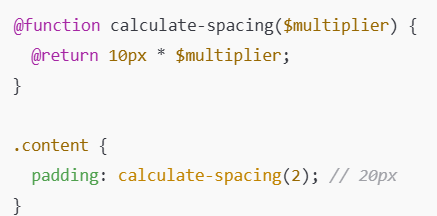 @function calculate-spacing($multiplier) {
  @return 10px * $multiplier;
}

.content {
  padding: calculate-spacing(2); // 20px
}